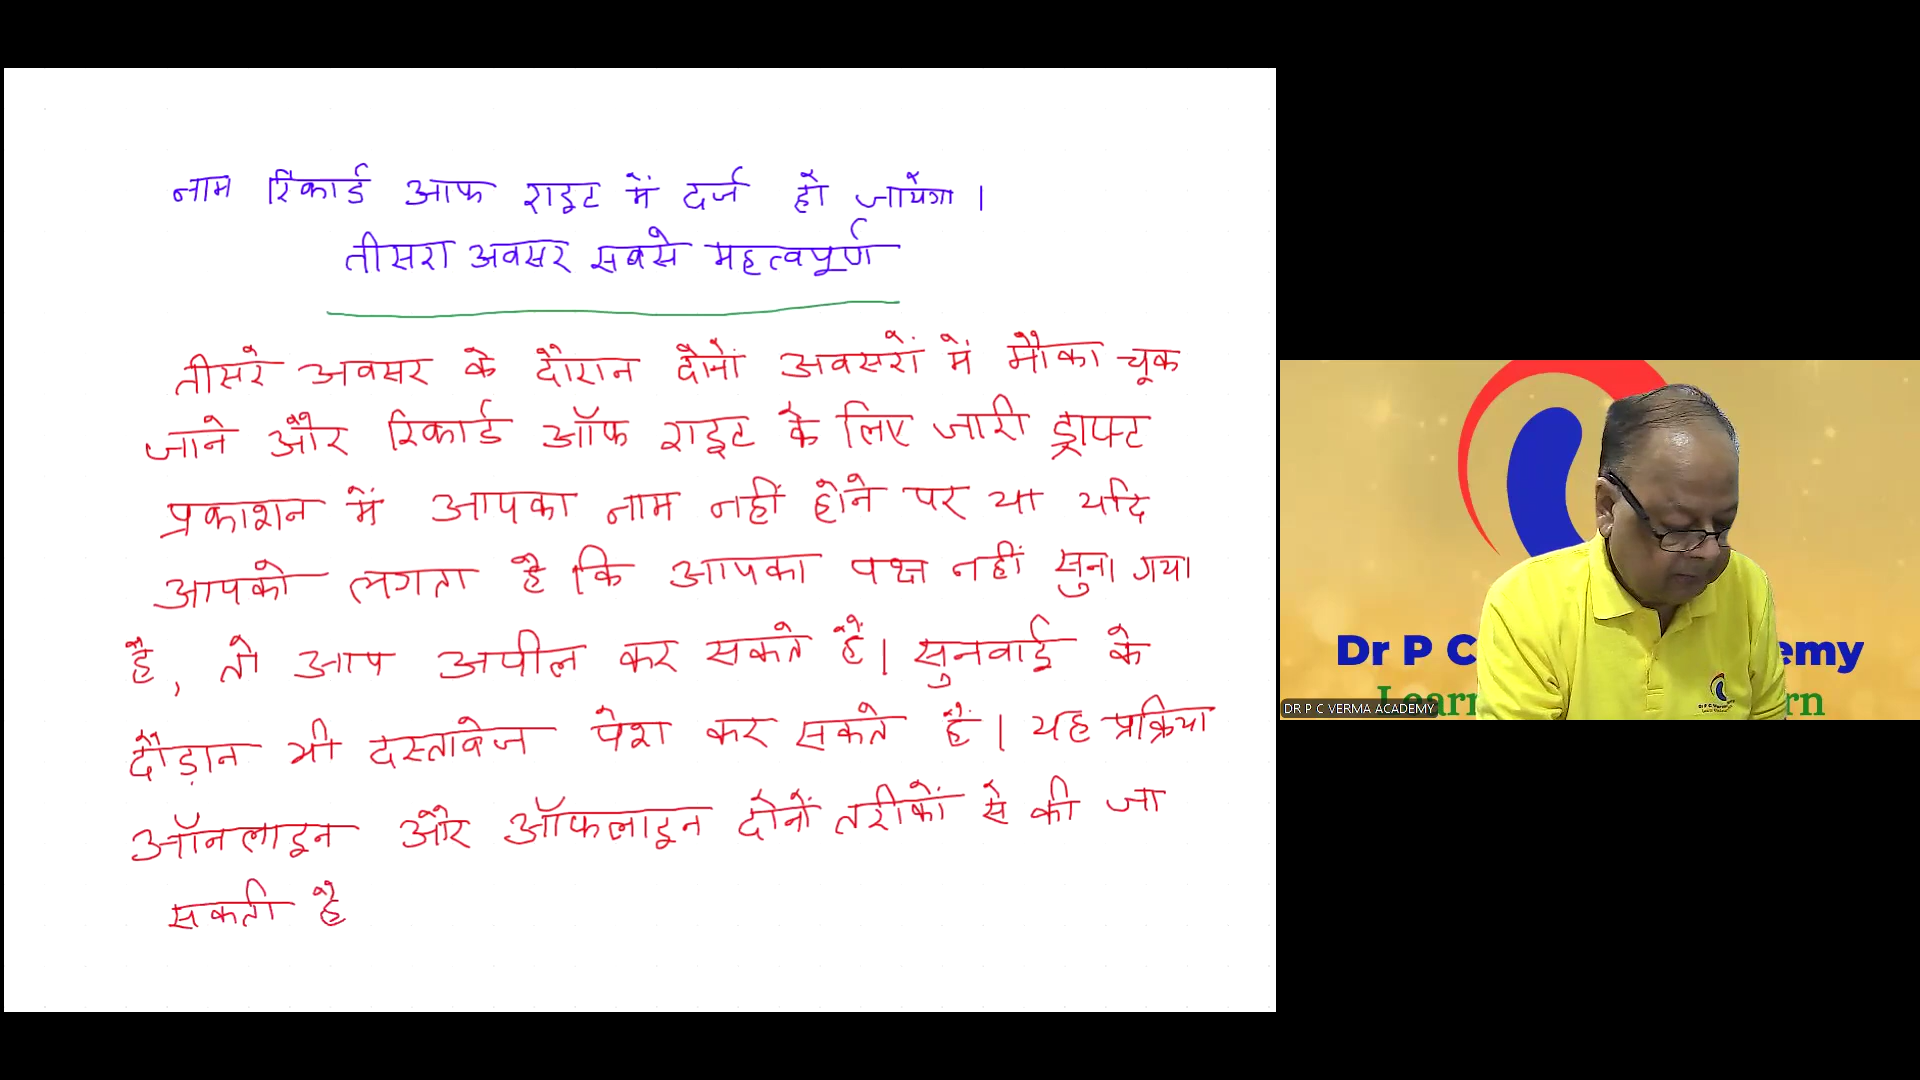 नाम रिकार्ड आफ राइट में दर्ज हो जायेगा ।
तीसरा अवसर सबसे महत्वपूर्ण
तीसरे अवसर के दौरान दोनों अवसरों में मौका चूक
जाने और रिकार्ड ऑफ राइट के लिए जारी ड्राफ्ट
प्रकाशन में आपका नाम नहीं होने पर या यदि
आपको लगता है कि आपका पक्ष नहीं सुना गया
है, तो आप अपील कर सकते हैं। सुनवाई के
दौड़ान भी दस्तावेज पेश कर सकते हैं। यह प्रक्रिया
ऑनलाइन और ऑफलाइन दोनों तरीकों से की जा
सकती है
Dr P C emy
Lear rn
DR P C VERMA ACADEMY